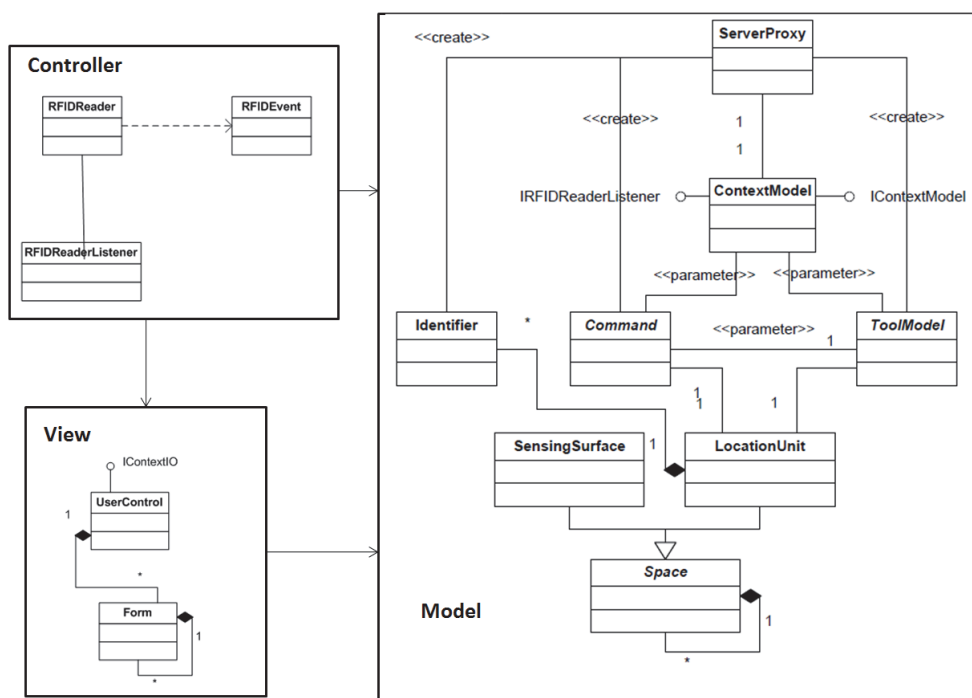 Controller
RFIDReader
RFIDEvent
RFIDReaderListener
View
IContextIO
UserControl
1
*
Form
1
*
ServerProxy
<<create>>
<<create>>
<<create>>
1
1
ContextModel
IRFIDReaderListener
IContextModel
<<parameter>>
<<parameter>>
Identifier
*
Command
<<parameter>>
1
ToolModel
1
1
1
SensingSurface
1
LocationUnit
Space
1
*
Model